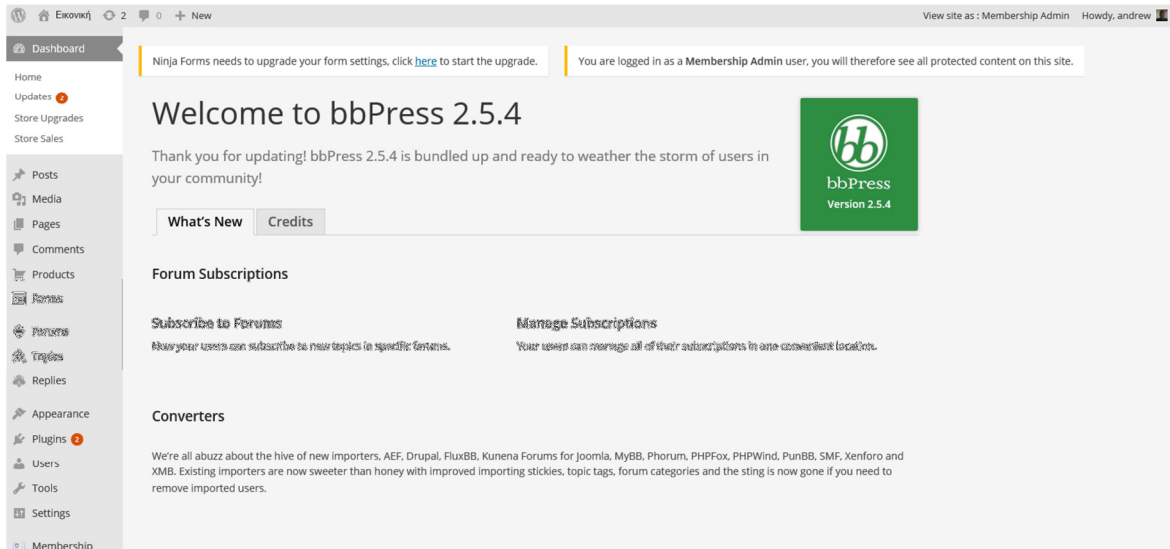 Εικονική 2 0 + New View site as : Membership Admin Howdy, andrew
Dashboard
Home
Updates 2
Store Upgrades
Store Sales
Posts
Media
Pages
Comments
Products
Forms
Forums
Topics
Replies
Appearance
Plugins 2
Users
Tools
Settings
Membership
Ninja Forms needs to upgrade your form settings, click here to start the upgrade.
You are logged in as a Membership Admin user, you will therefore see all protected content on this site.
Welcome to bbPress 2.5.4
Thank you for updating! bbPress 2.5.4 is bundled up and ready to weather the storm of users in
your community!
bb
bbPress
Version 2.5.4
What's New Credits
Forum Subscriptions
Subscribe to Forums
Now your users can subscribe to new topics in specific forums.
Manage Subscriptions
Your users can manage all of their subscriptions in one convenient location.
Converters
We're all abuzz about the hive of new importers, AEF, Drupal, FluxBB, Kunena Forums for Joomla, MyBB, Phorum, PHPFox, PHPWind, PunBB, SMF, Xenforo and
XMB. Existing importers are now sweeter than honey with improved importing stickies, topic tags, forum categories and the sting is now gone if you need to
remove imported users.